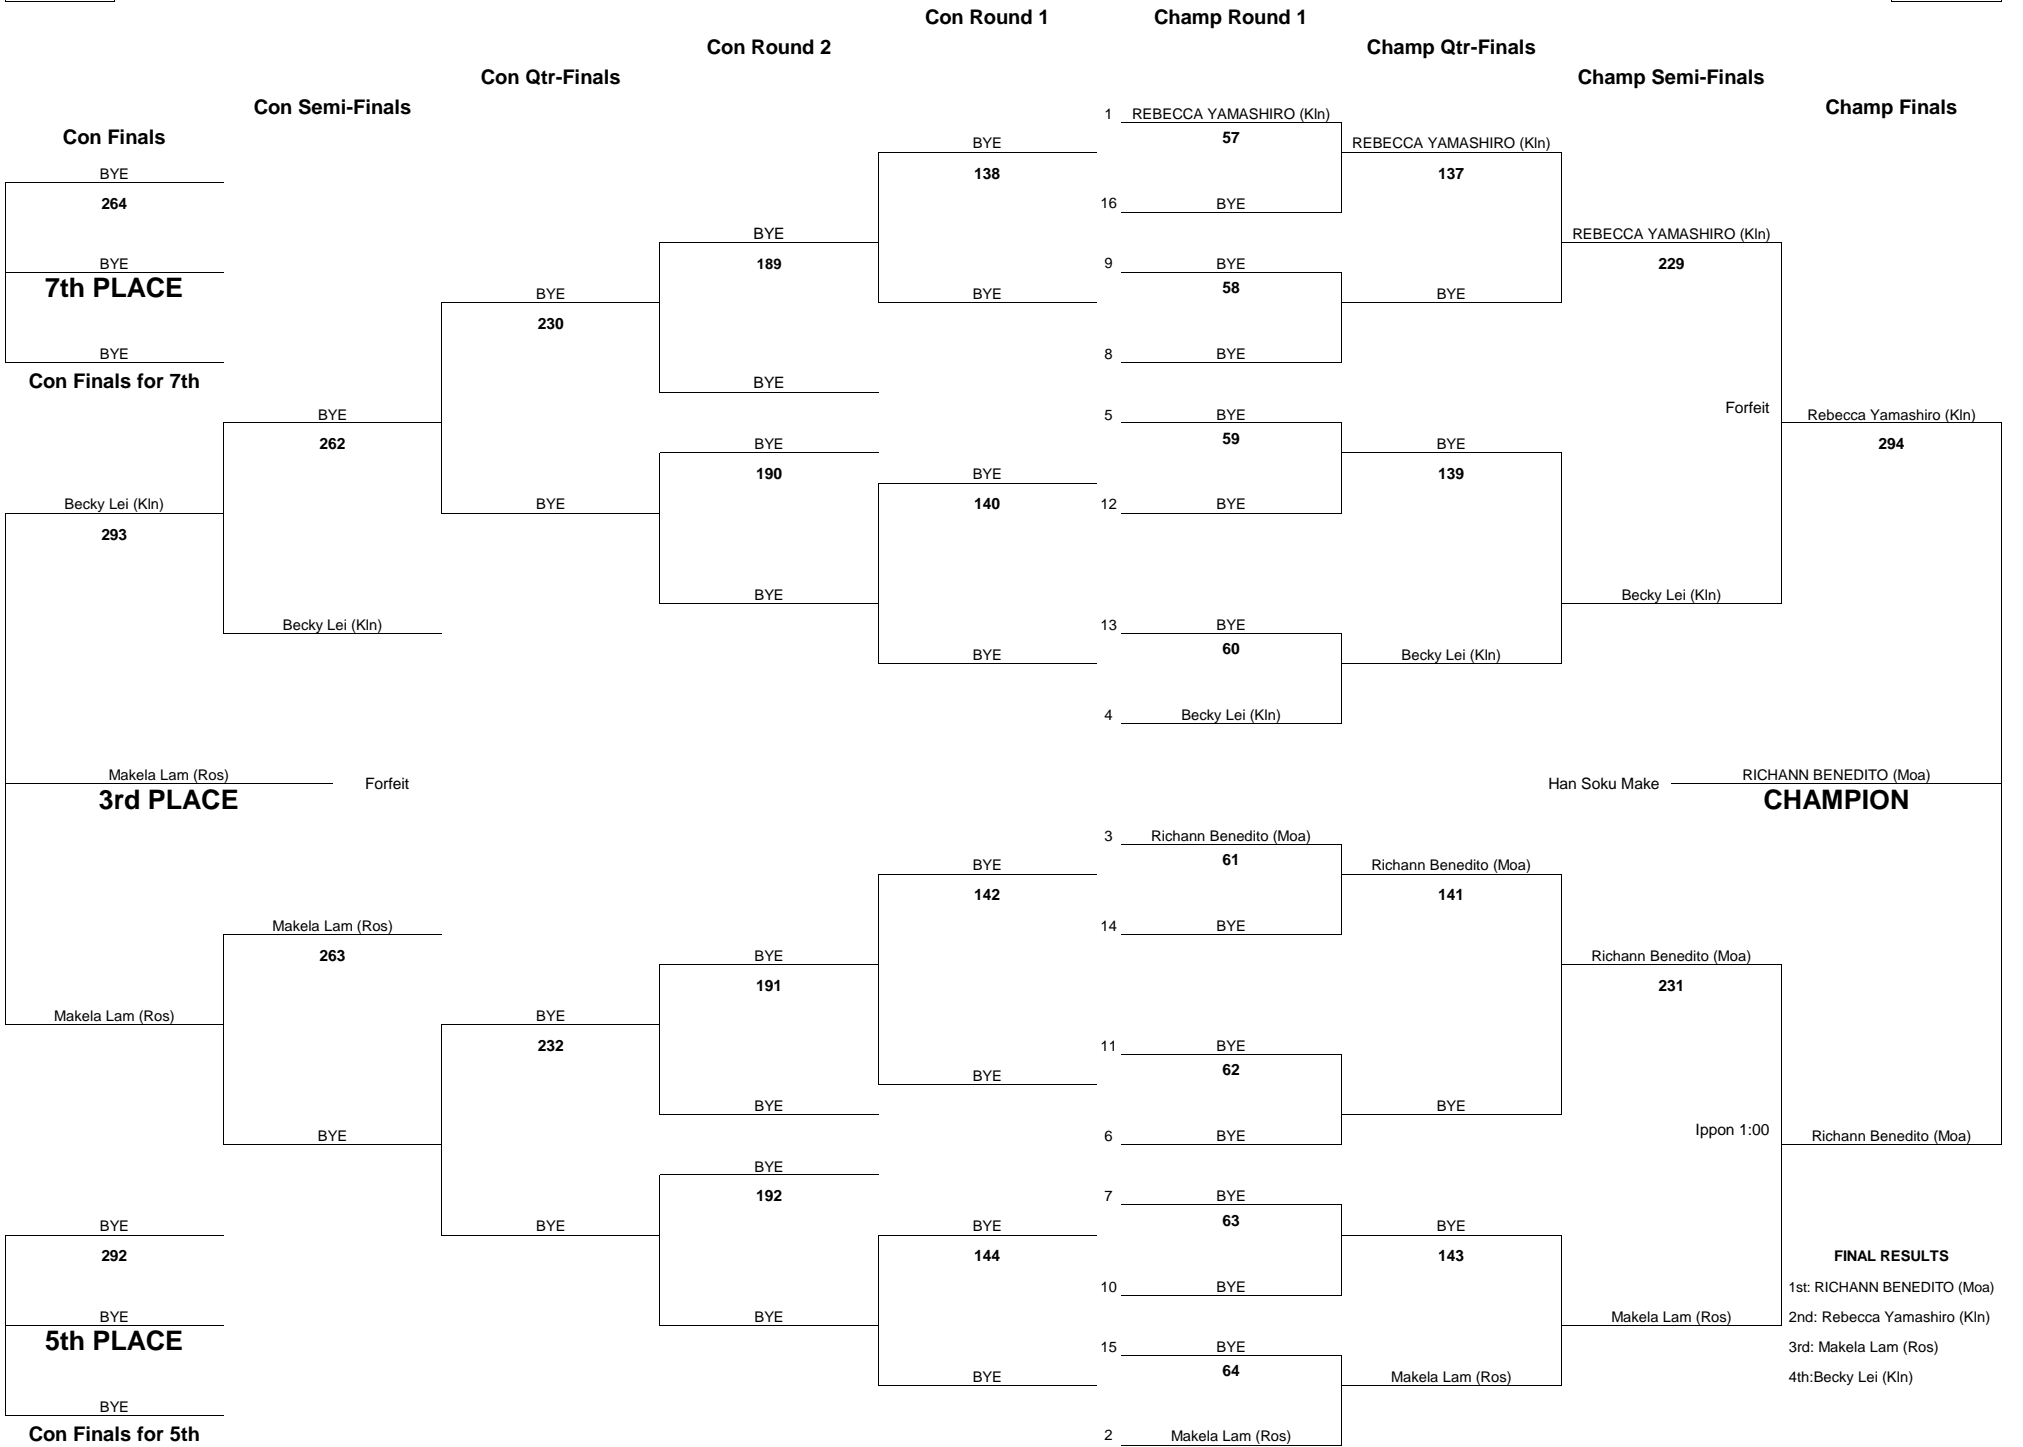 Con Round 1 Champ Round 1
Con Round 2 Champ Qtr-Finals
Con Qtr-Finals Champ Semi-Finals
Con Semi-Finals Champ Finals
1 REBECCA YAMASHIRO (Kln)
Con Finals
57
BYE REBECCA YAMASHIRO (Kln)
BYE 138 137
264 16 BYE
BYE REBECCA YAMASHIRO (Kln)
BYE 189 9 BYE 229
7th PLACE 58
BYE BYE BYE
230
BYE 8 BYE
Con Finals for 7th BYE
Forfeit
BYE 5 BYE Rebecca Yamashiro (Kln)
262 BYE 59 BYE 294
190 BYE 139
Becky Lei (Kln) BYE 140 12 BYE
293
BYE Becky Lei (Kln)
Becky Lei (Kln) 13 BYE
BYE 60 Becky Lei (Kln)
4 Becky Lei (Kln)
Makela Lam (Ros) Forfeit Han Soku Make RICHANN BENEDITO (Moa)
3rd PLACE CHAMPION
3 Richann Benedito (Moa)
BYE 61 Richann Benedito (Moa)
142 141
Makela Lam (Ros) 14 BYE
263 BYE Richann Benedito (Moa)
191 231
Makela Lam (Ros) BYE
232 11 BYE
BYE 62
BYE BYE
BYE 6 BYE Ippon 1:00 Richann Benedito (Moa)
BYE
192 7 BYE
BYE BYE BYE 63 BYE
292 144 143 FINAL RESULTS
10 BYE 1st: RICHANN BENEDITO (Moa)
BYE BYE Makela Lam (Ros) 2nd: Rebecca Yamashiro (Kln)
5th PLACE 15 BYE 3rd: Makela Lam (Ros)
BYE 64 Makela Lam (Ros) 4th:Becky Lei (Kln)
BYE
Con Finals for 5th 2 Makela Lam (Ros)